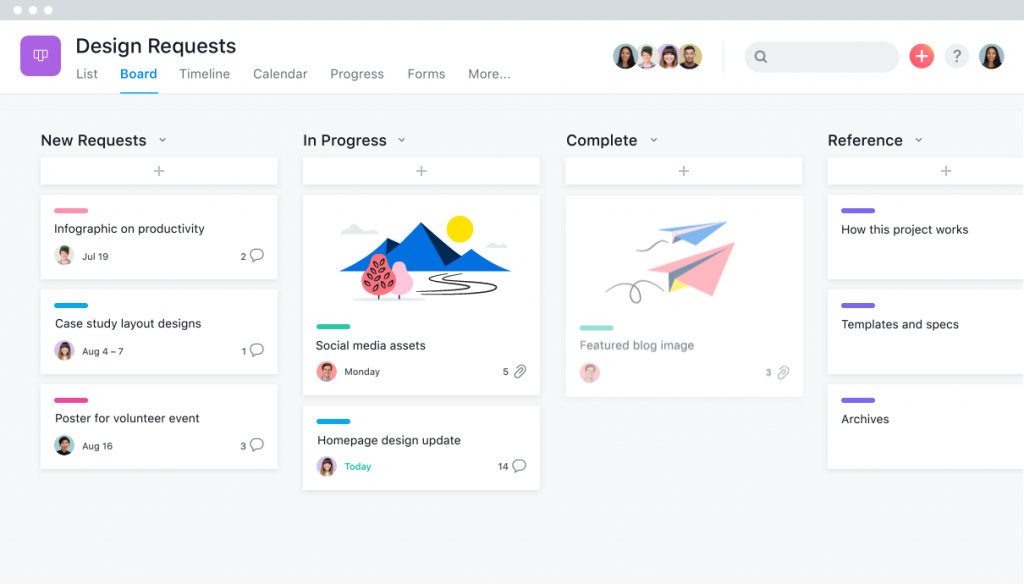 Design Requests
List Board Timeline Calendar Progress Forms More...
?
New Requests
+
Infographic on productivity
Jul 19 2
Case study layout designs
Aug 4 – 7 1
Poster for volunteer event
Aug 16 3
In Progress
+
Social media assets
Monday 5
Homepage design update
Today 14
Complete
+
Featured blog image
3
Reference
+
How this project works
Templates and specs
Archives